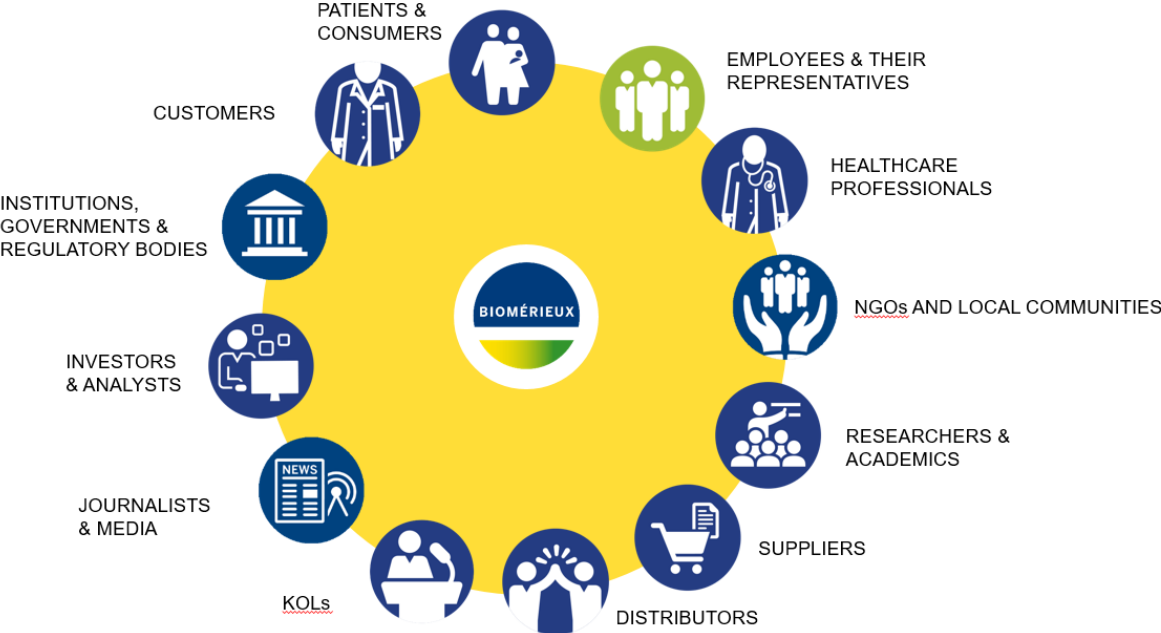 PATIENTS &
CONSUMERS
EMPLOYEES & THEIR
REPRESENTATIVES
CUSTOMERS
HEALTHCARE
PROFESSIONALS
INSTITUTIONS,
GOVERNMENTS &
REGULATORY BODIES
BIOMÉRIEUX
NGOs AND LOCAL COMMUNITIES
INVESTORS
& ANALYSTS
RESEARCHERS &
ACADEMICS
NEWS
JOURNALISTS
& MEDIA
SUPPLIERS
KOLs
DISTRIBUTORS